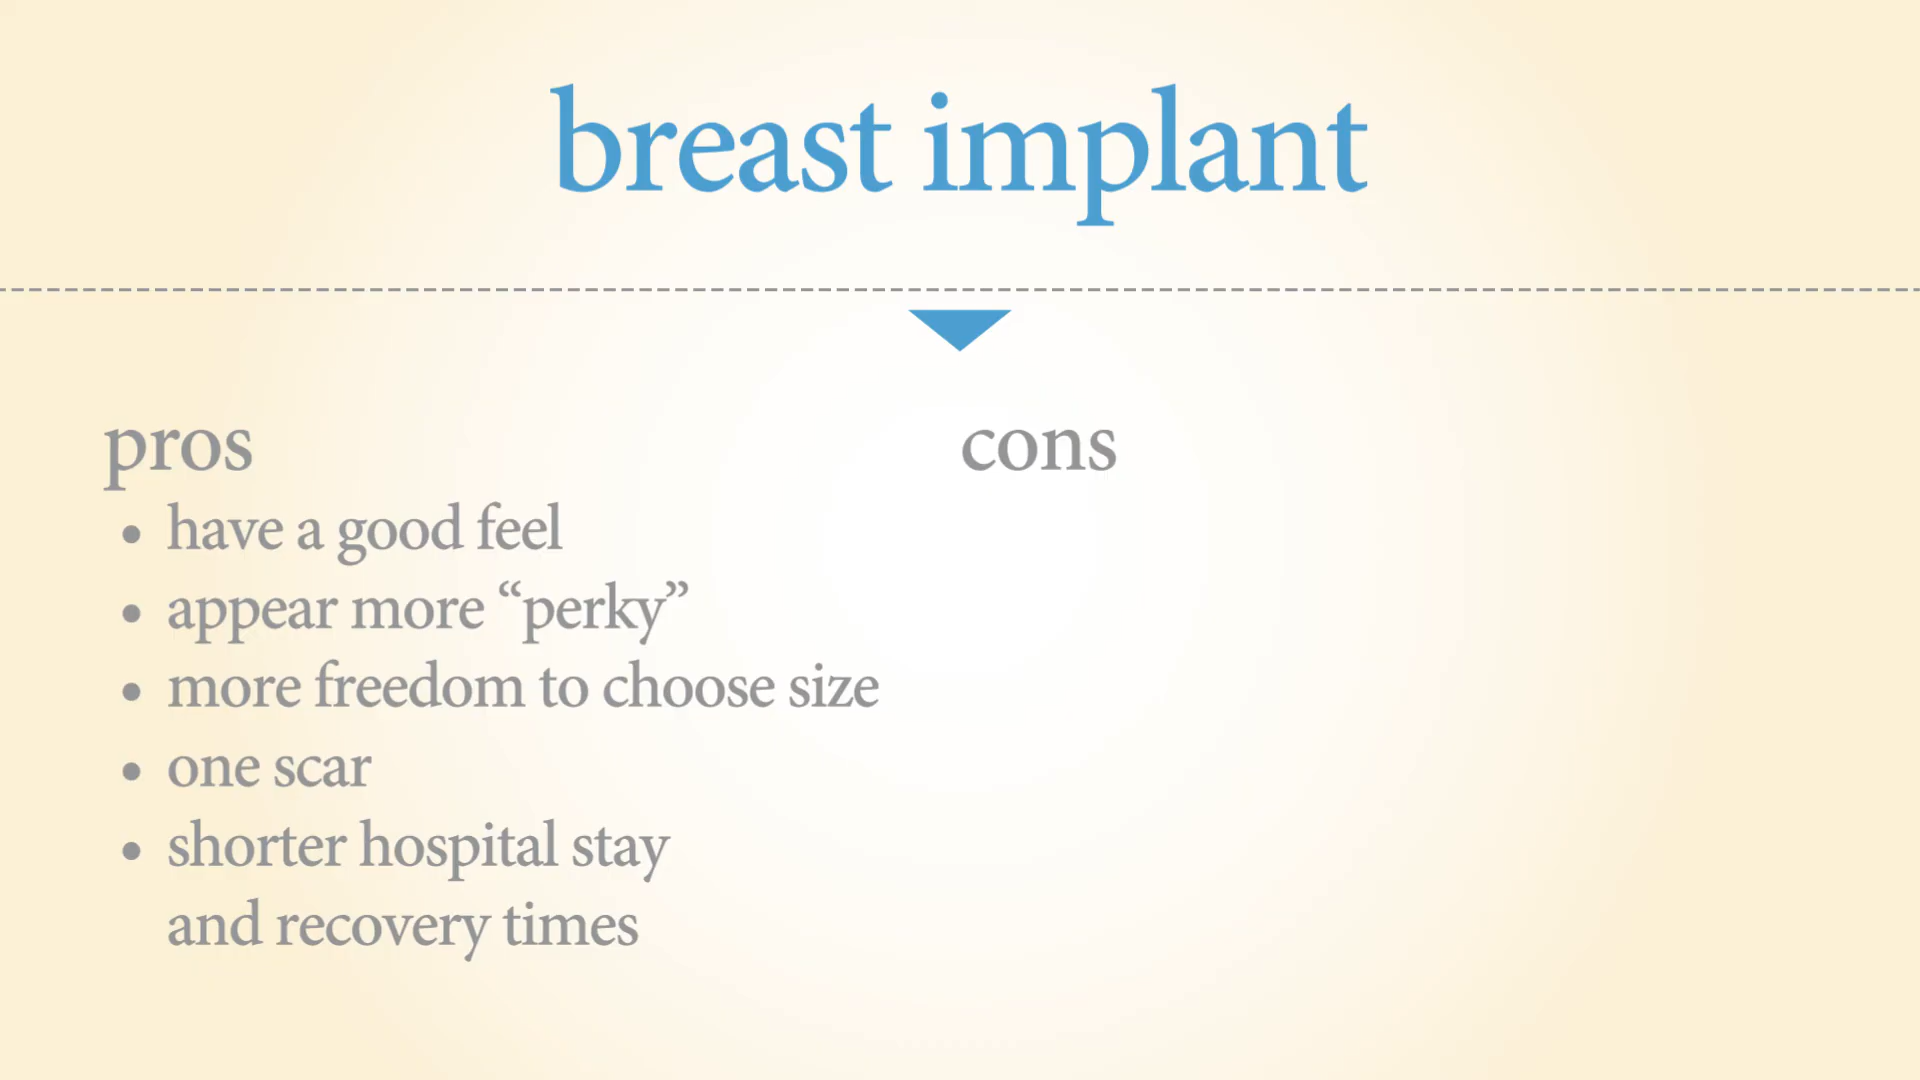 breast implant
pros
cons
• have a good feel
• appear more “perky”
• more freedom to choose size
• one scar
• shorter hospital stay
and recovery times